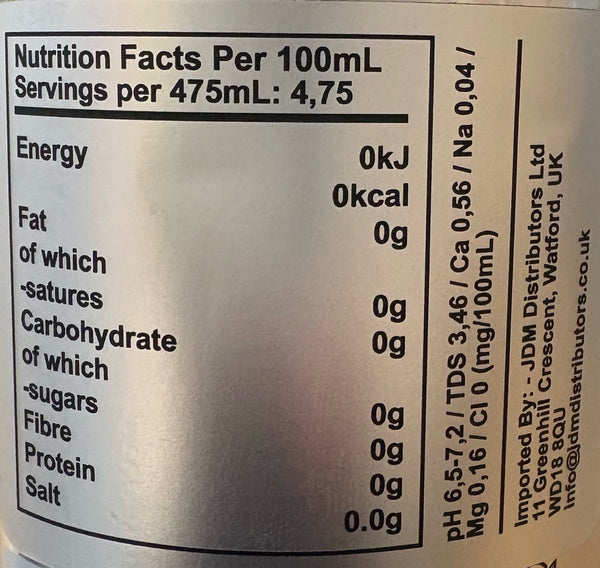 Nutrition Facts Per 100mL
Servings per 475mL: 4,75
Energy 0kJ
0kcal
Fat 0g
of which
-satures 0g
Carbohydrate 0g
of which
-sugars 0g
Fibre 0g
Protein 0g
Salt 0.0g
pH 6,5-7,2 / TDS 3,46 / Ca 0,56 / Na 0,04 /
Mg 0,16 / Cl 0 (mg/100mL)
Imported By: - JDM Distributors Ltd
11 Greenhill Crescent, Watford, UK
WD18 8QU
info@jdmdistributors.co.uk